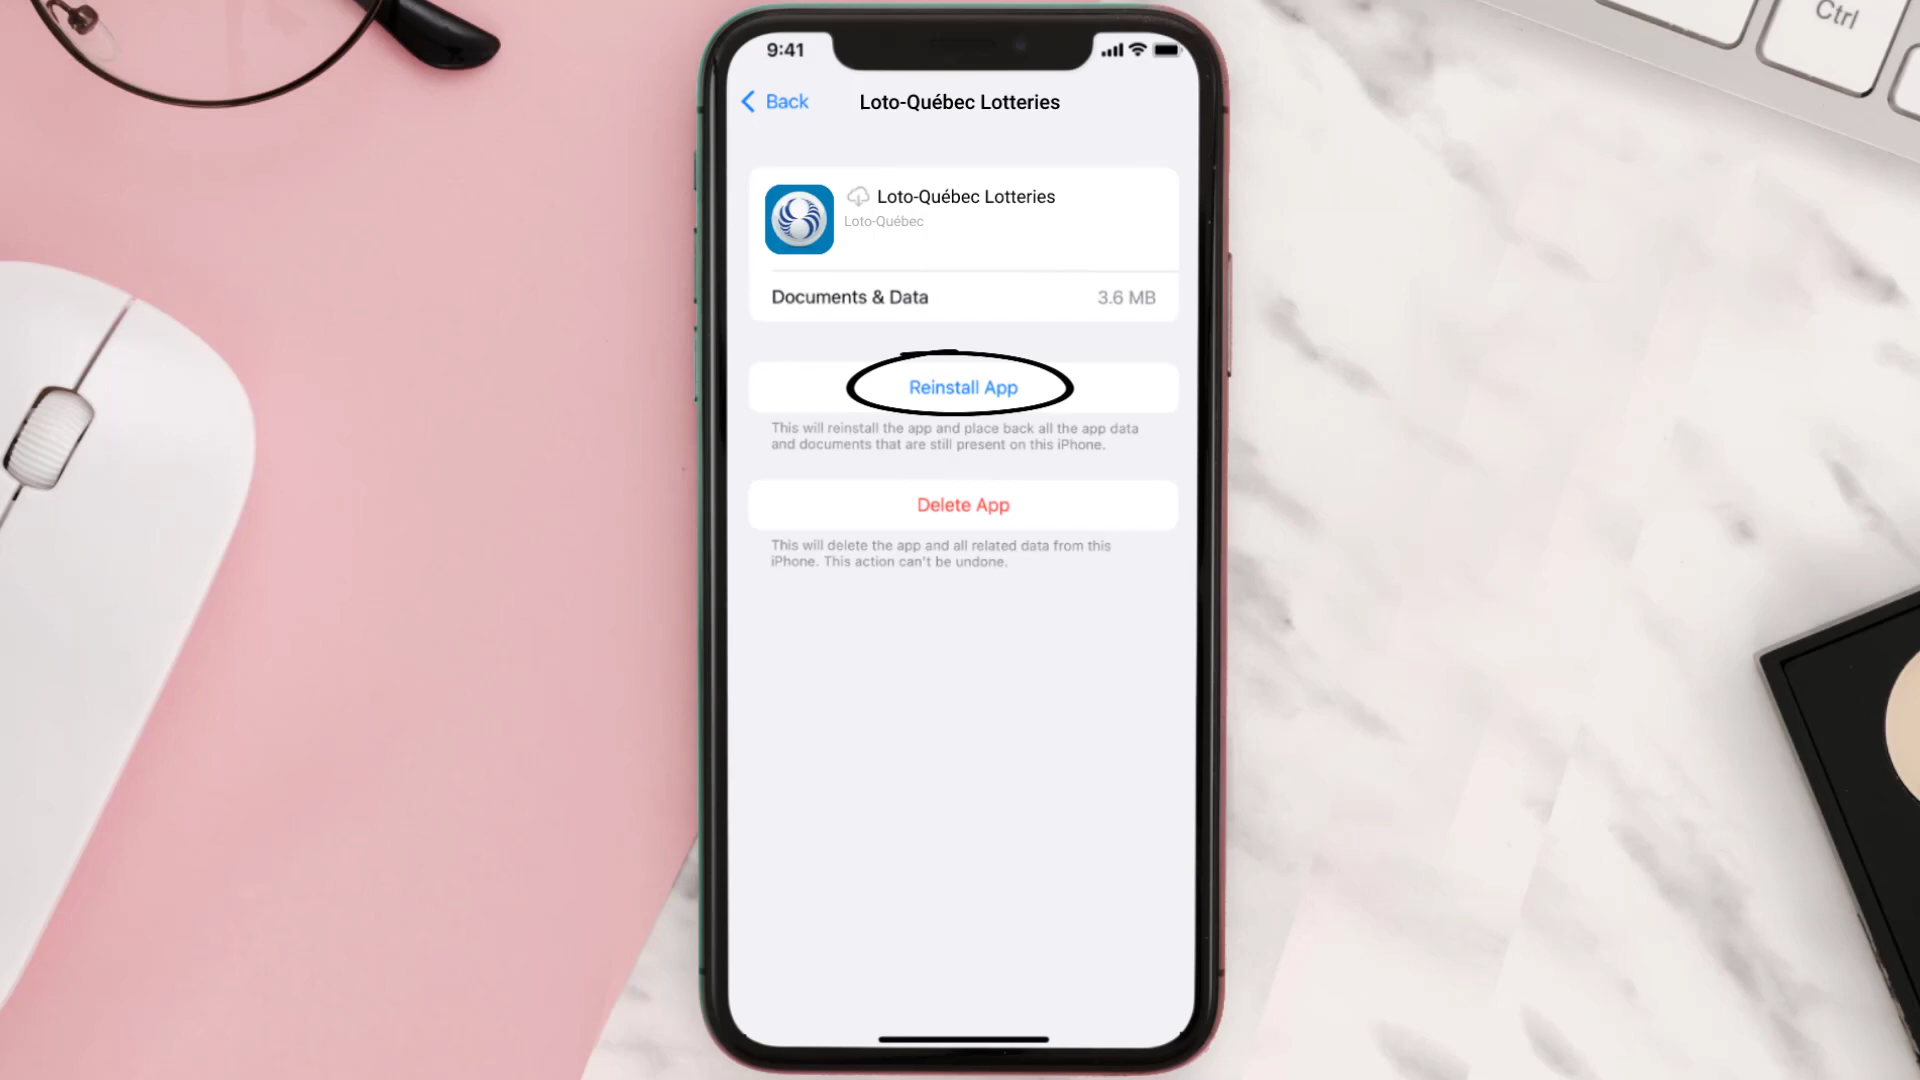 Ctrl
9:41
Back
Loto-Québec Lotteries
Loto-Québec Lotteries
Loto-Québec
Documents & Data
3.6 MB
Reinstall App
This will reinstall the app and place back all the app data
and documents that are still present on this iPhone.
Delete App
This will delete the app and all related data from this
iPhone. This action can't be undone.